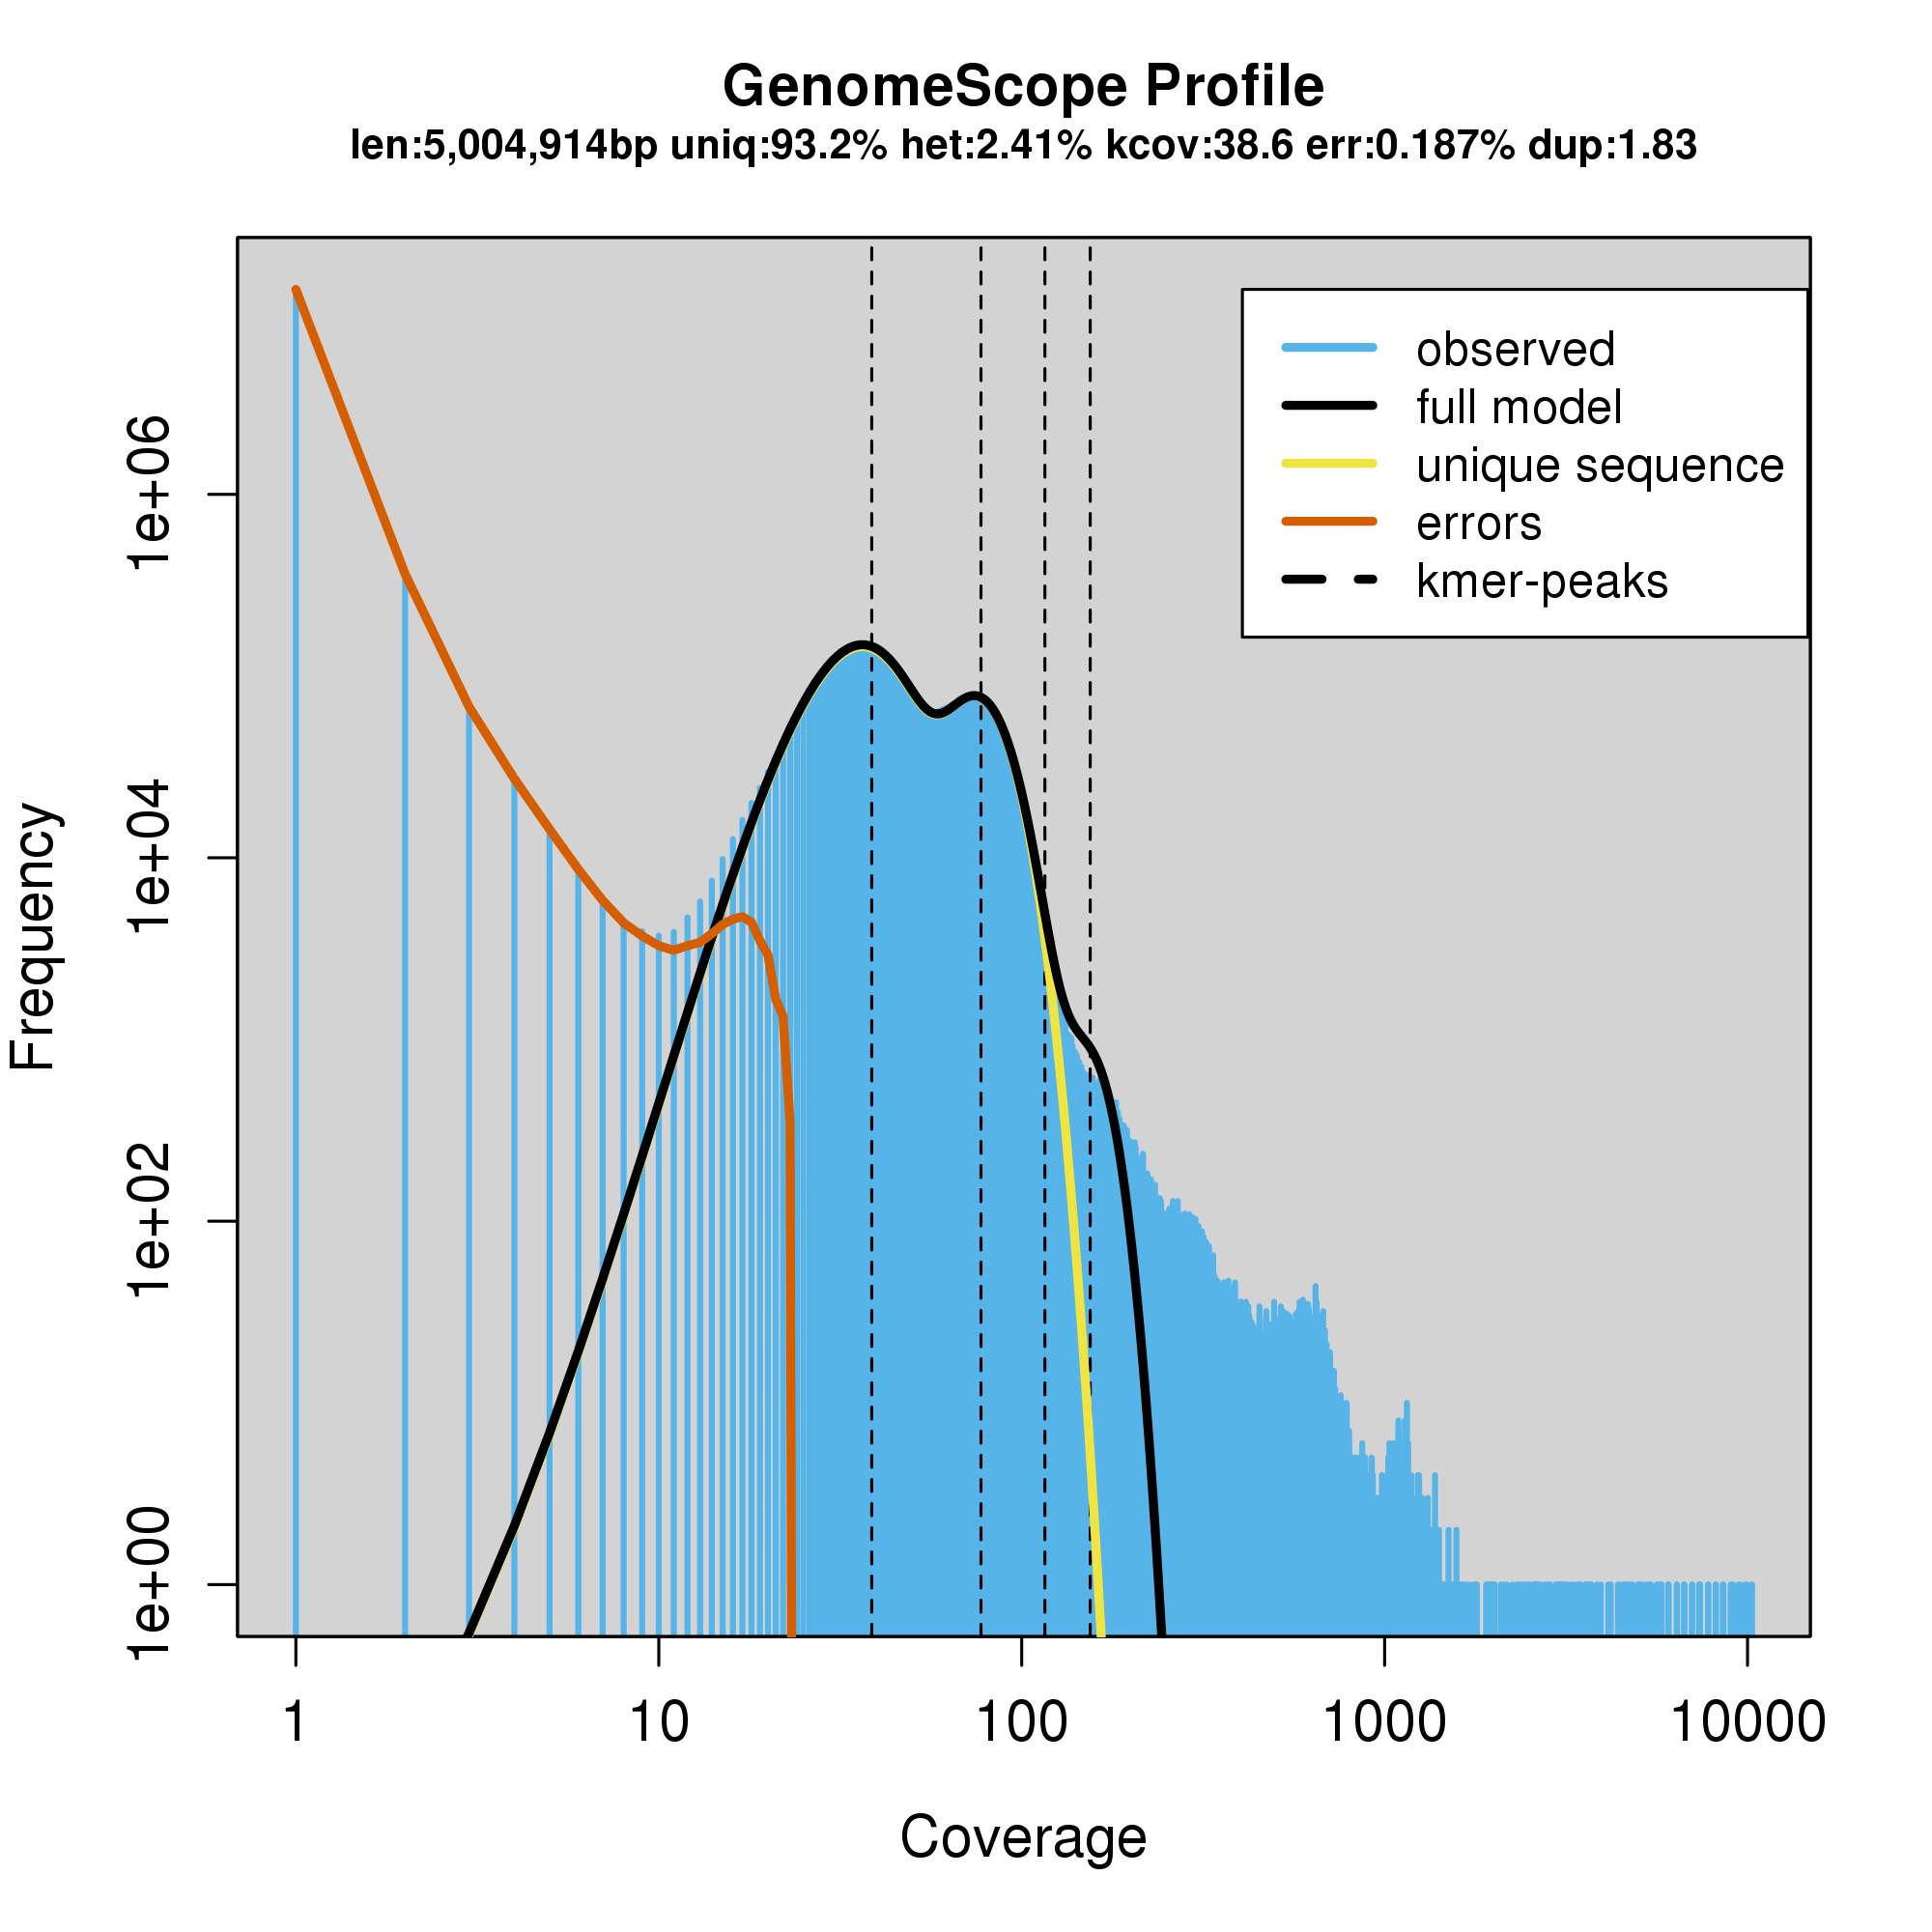 GenomeScope Profile
len:5,004,914bp uniq:93.2% het:2.41% kcov:38.6 err:0.187% dup:1.83
observed
full model
unique sequence
errors
kmer-peaks
Frequency
1e+06
1e+04
1e+02
1e+00
1 10 100 1000 10000
Coverage